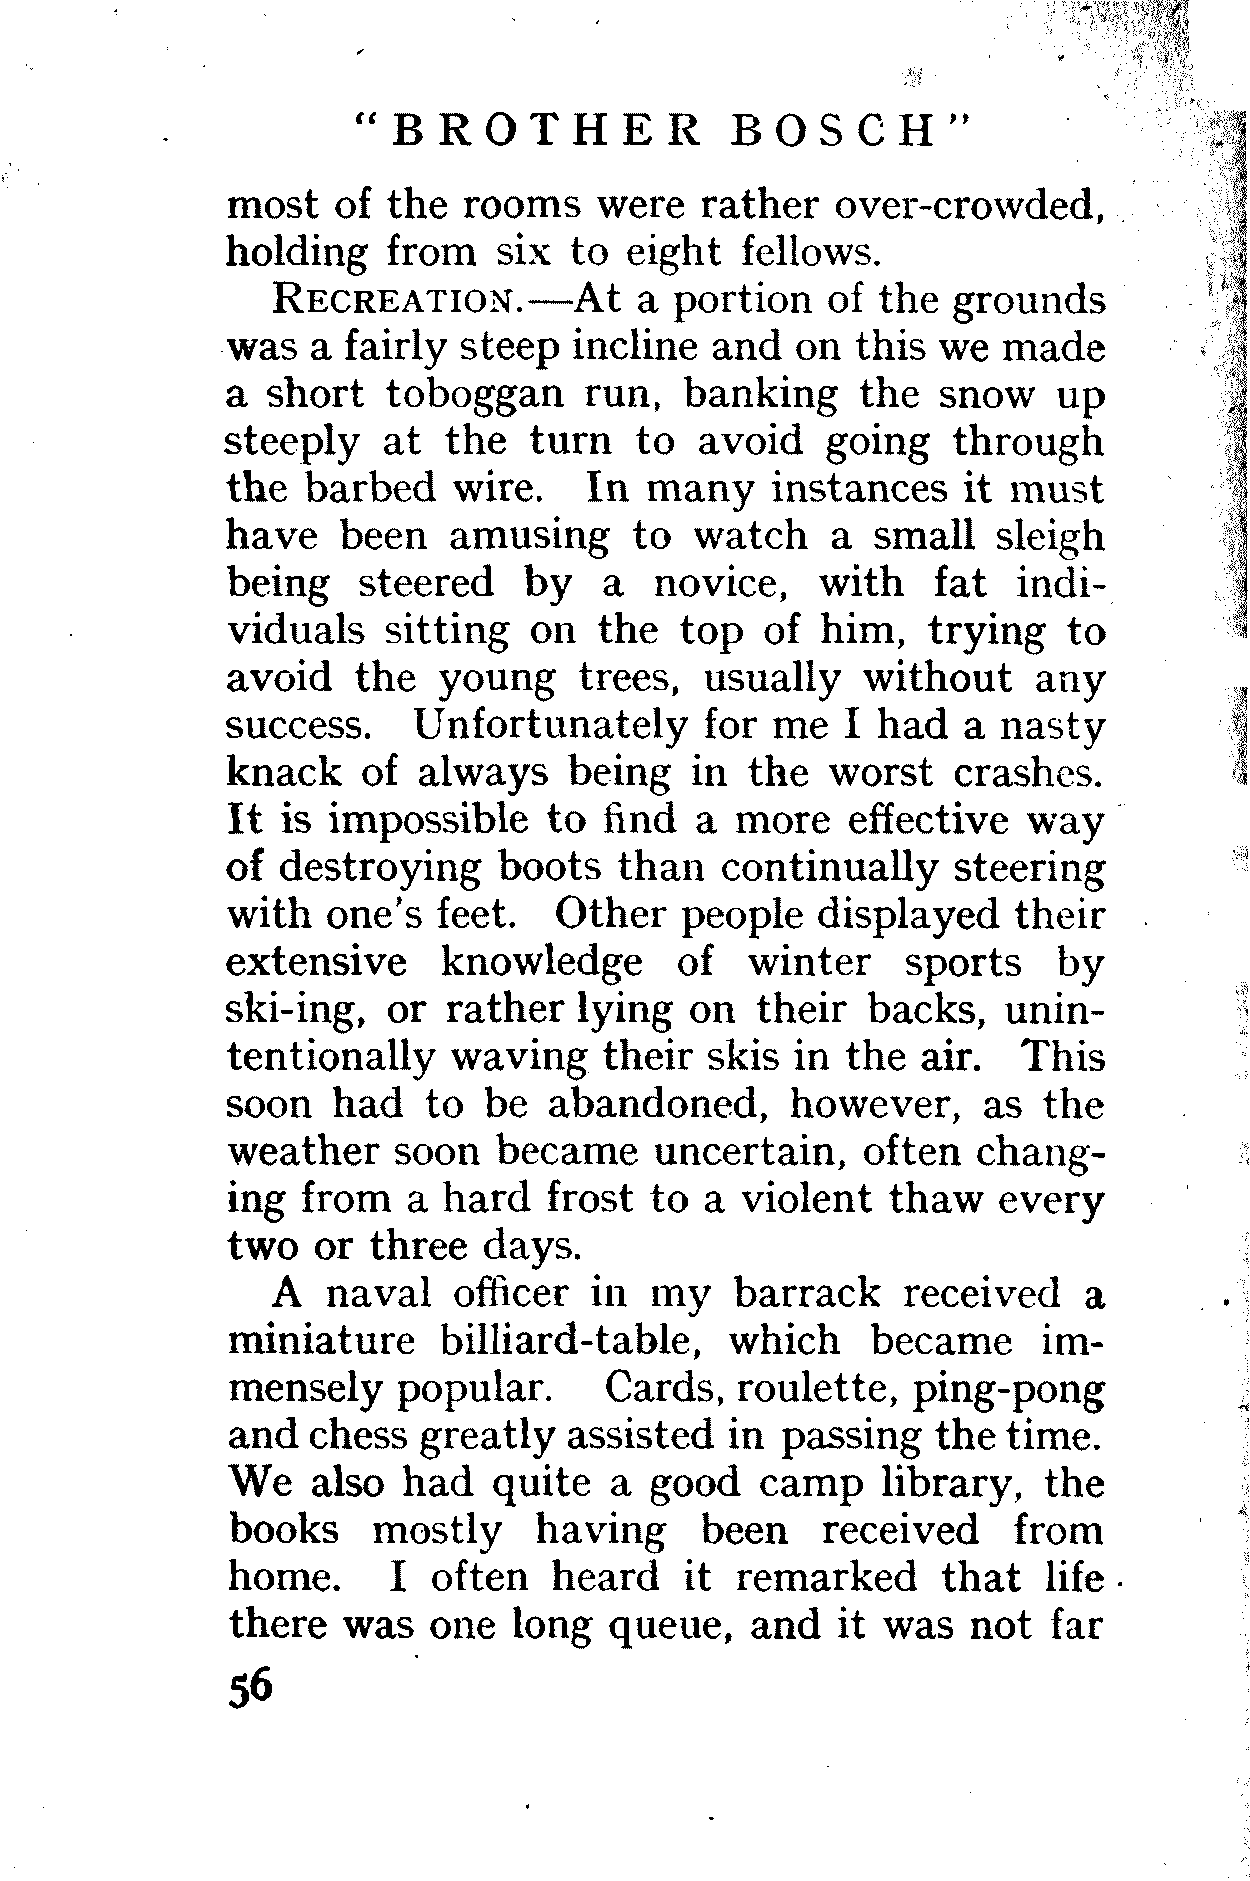 "BROTHER BOSCH"
most of the rooms were rather over-crowded,
holding from six to eight fellows.
RECREATION.—At a portion of the grounds
was a fairly steep incline and on this we made
a short toboggan run, banking the snow up
steeply at the turn to avoid going through
the barbed wire. In many instances it must
have been amusing to watch a small sleigh
being steered by a novice, with fat indi-
viduals sitting on the top of him, trying to
avoid the young trees, usually without any
success. Unfortunately for me I had a nasty
knack of always being in the worst crashes.
It is impossible to find a more effective way
of destroying boots than continually steering
with one's feet. Other people displayed their
extensive knowledge of winter sports by
ski-ing, or rather lying on their backs, unin-
tentionally waving their skis in the air. This
soon had to be abandoned, however, as the
weather soon became uncertain, often chang-
ing from a hard frost to a violent thaw every
two or three days.
A naval officer in my barrack received a
miniature billiard-table, which became im-
mensely popular. Cards, roulette, ping-pong
and chess greatly assisted in passing the time.
We also had quite a good camp library, the
books mostly having been received from
home. I often heard it remarked that life
there was one long queue, and it was not far
56